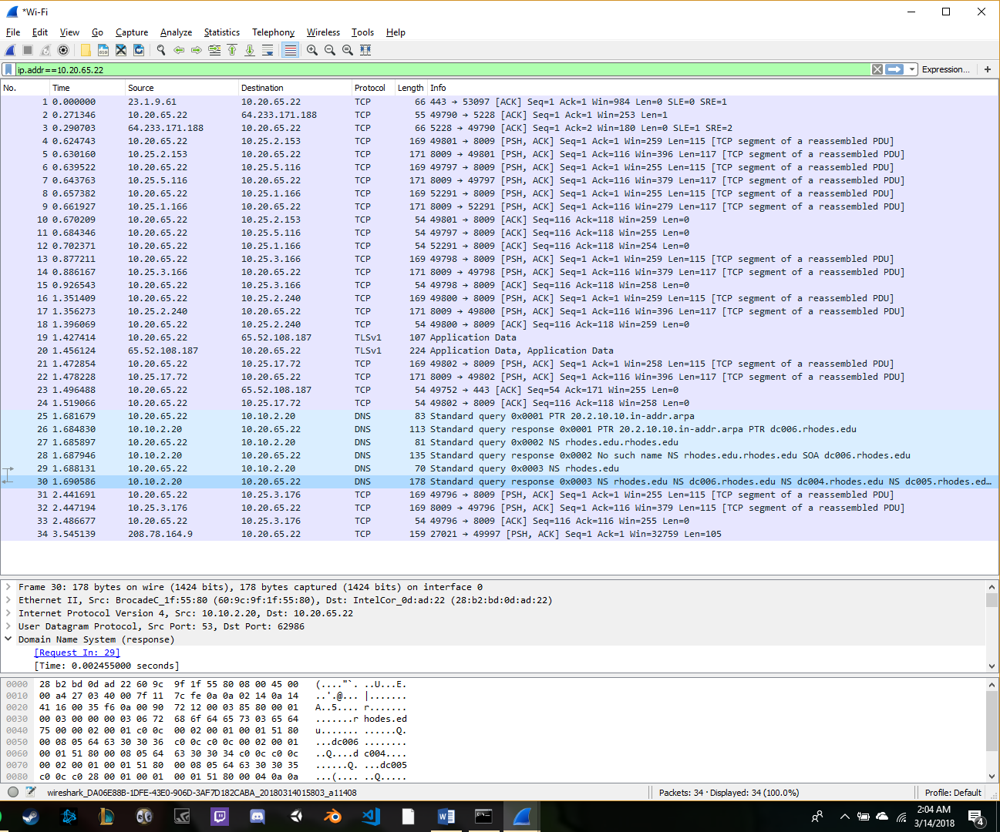 *Wi-Fi
File Edit View Go Capture Analyze Statistics Telephony Wireless Tools Help
ip.addr==10.20.65.22 Expression... +
No. Time Source Destination Protocol Length Info
1 0.000000 23.1.9.61 10.20.65.22 TCP 66 443 → 53097 [ACK] Seq=1 Ack=1 Win=984 Len=0 SLE=0 SRE=1
2 0.271346 10.20.65.22 64.233.171.188 TCP 55 49790 → 5228 [ACK] Seq=1 Ack=1 Win=253 Len=1
3 0.290703 64.233.171.188 10.20.65.22 TCP 66 5228 → 49790 [ACK] Seq=1 Ack=2 Win=180 Len=0 SLE=1 SRE=2
4 0.624743 10.20.65.22 10.25.2.153 TCP 169 49801 → 8009 [PSH, ACK] Seq=1 Ack=1 Win=259 Len=115 [TCP segment of a reassembled PDU]
5 0.630160 10.25.2.153 10.20.65.22 TCP 171 8009 → 49801 [PSH, ACK] Seq=1 Ack=116 Win=396 Len=117 [TCP segment of a reassembled PDU]
6 0.639522 10.20.65.22 10.25.5.116 TCP 169 49797 → 8009 [PSH, ACK] Seq=1 Ack=1 Win=255 Len=115 [TCP segment of a reassembled PDU]
7 0.643763 10.25.5.116 10.20.65.22 TCP 171 8009 → 49797 [PSH, ACK] Seq=1 Ack=116 Win=379 Len=117 [TCP segment of a reassembled PDU]
8 0.657382 10.20.65.22 10.25.1.166 TCP 169 52291 → 8009 [PSH, ACK] Seq=1 Ack=1 Win=255 Len=115 [TCP segment of a reassembled PDU]
9 0.661927 10.25.1.166 10.20.65.22 TCP 171 8009 → 52291 [PSH, ACK] Seq=1 Ack=116 Win=279 Len=117 [TCP segment of a reassembled PDU]
10 0.670209 10.20.65.22 10.25.2.153 TCP 54 49801 → 8009 [ACK] Seq=116 Ack=118 Win=259 Len=0
11 0.684346 10.20.65.22 10.25.5.116 TCP 54 49797 → 8009 [ACK] Seq=116 Ack=118 Win=255 Len=0
12 0.702371 10.20.65.22 10.25.1.166 TCP 54 52291 → 8009 [ACK] Seq=116 Ack=118 Win=254 Len=0
13 0.877211 10.20.65.22 10.25.3.166 TCP 169 49798 → 8009 [PSH, ACK] Seq=1 Ack=1 Win=259 Len=115 [TCP segment of a reassembled PDU]
14 0.886167 10.25.3.166 10.20.65.22 TCP 171 8009 → 49798 [PSH, ACK] Seq=1 Ack=116 Win=379 Len=117 [TCP segment of a reassembled PDU]
15 0.926543 10.20.65.22 10.25.3.166 TCP 54 49798 → 8009 [ACK] Seq=116 Ack=118 Win=258 Len=0
16 1.351409 10.20.65.22 10.25.2.240 TCP 169 49800 → 8009 [PSH, ACK] Seq=1 Ack=1 Win=259 Len=115 [TCP segment of a reassembled PDU]
17 1.356273 10.25.2.240 10.20.65.22 TCP 171 8009 → 49800 [PSH, ACK] Seq=1 Ack=116 Win=396 Len=117 [TCP segment of a reassembled PDU]
18 1.396069 10.20.65.22 10.25.2.240 TCP 54 49800 → 8009 [ACK] Seq=116 Ack=118 Win=259 Len=0
19 1.427414 10.20.65.22 65.52.108.187 TLSv1 107 Application Data
20 1.456124 65.52.108.187 10.20.65.22 TLSv1 224 Application Data, Application Data
21 1.472854 10.20.65.22 10.25.17.72 TCP 169 49802 → 8009 [PSH, ACK] Seq=1 Ack=1 Win=258 Len=115 [TCP segment of a reassembled PDU]
22 1.478228 10.25.17.72 10.20.65.22 TCP 171 8009 → 49802 [PSH, ACK] Seq=1 Ack=116 Win=396 Len=117 [TCP segment of a reassembled PDU]
23 1.496488 10.20.65.22 65.52.108.187 TCP 54 49752 → 443 [ACK] Seq=54 Ack=171 Win=255 Len=0
24 1.519066 10.20.65.22 10.25.17.72 TCP 54 49802 → 8009 [ACK] Seq=116 Ack=118 Win=258 Len=0
25 1.681679 10.20.65.22 10.10.2.20 DNS 83 Standard query 0x0001 PTR 20.2.10.10.in-addr.arpa
26 1.684830 10.10.2.20 10.20.65.22 DNS 113 Standard query response 0x0001 PTR 20.2.10.10.in-addr.arpa PTR dc006.rhodes.edu
27 1.685897 10.20.65.22 10.10.2.20 DNS 81 Standard query 0x0002 NS rhodes.edu.rhodes.edu
28 1.687946 10.10.2.20 10.20.65.22 DNS 135 Standard query response 0x0002 No such name NS rhodes.edu.rhodes.edu SOA dc006.rhodes.edu
29 1.688131 10.20.65.22 10.10.2.20 DNS 70 Standard query 0x0003 NS rhodes.edu
30 1.690586 10.10.2.20 10.20.65.22 DNS 178 Standard query response 0x0003 NS rhodes.edu NS dc006.rhodes.edu NS dc004.rhodes.edu NS dc005.rhodes.ed...
31 2.441691 10.20.65.22 10.25.3.176 TCP 169 49796 → 8009 [PSH, ACK] Seq=1 Ack=1 Win=255 Len=115 [TCP segment of a reassembled PDU]
32 2.447194 10.25.3.176 10.20.65.22 TCP 169 8009 → 49796 [PSH, ACK] Seq=1 Ack=116 Win=379 Len=115 [TCP segment of a reassembled PDU]
33 2.486677 10.20.65.22 10.25.3.176 TCP 54 49796 → 8009 [ACK] Seq=116 Ack=116 Win=255 Len=0
34 3.545139 208.78.164.9 10.20.65.22 TCP 159 27021 → 49997 [PSH, ACK] Seq=1 Ack=1 Win=32759 Len=105
Frame 30: 178 bytes on wire (1424 bits), 178 bytes captured (1424 bits) on interface 0
Ethernet II, Src: BrocadeC_1f:55:80 (60:9c:9f:1f:55:80), Dst: IntelCor_0d:ad:22 (28:b2:bd:0d:ad:22)
Internet Protocol Version 4, Src: 10.10.2.20, Dst: 10.20.65.22
User Datagram Protocol, Src Port: 53, Dst Port: 62986
Domain Name System (response)
[Request In: 29]
[Time: 0.002455000 seconds]
0000 28 b2 bd 0d ad 22 60 9c 9f 1f 55 80 08 00 45 00 (...."`. ..U...E.
0010 00 a4 27 03 40 00 7f 11 7c fe 0a 0a 02 14 0a 14 ..'.@... |.......
0020 41 16 00 35 f6 0a 00 90 72 12 00 03 85 80 00 01 A..5.... r.......
0030 00 03 00 00 00 03 06 72 68 6f 64 65 73 03 65 64 .......r hodes.ed
0040 75 00 00 02 00 01 c0 0c 00 02 00 01 00 01 51 80 u....... ......Q.
0050 00 08 05 64 63 30 30 36 c0 0c c0 0c 00 02 00 01 ...dc006 ........
0060 00 01 51 80 00 08 05 64 63 30 30 34 c0 0c c0 0c ..Q....d c004....
0070 00 02 00 01 00 01 51 80 00 08 05 64 63 30 30 35 ......Q. ...dc005
0080 c0 0c c0 28 00 01 00 01 00 01 51 80 00 04 0a 0a ...(.... ..Q.....
wireshark_DA06E88B-1DFE-43E0-906D-3AF7D182CABA_20180314015803_a11408 Packets: 34 · Displayed: 34 (100.0%) Profile: Default
2:04 AM
3/14/2018
4